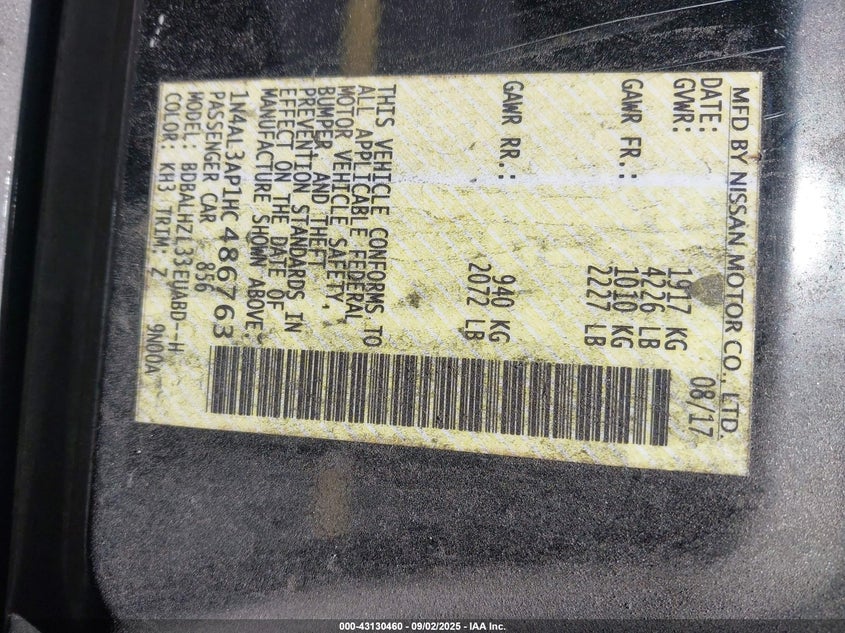 MFD BY NISSAN MOTOR CO., LTD.
DATE: 08/17
GVWR: 1917 KG
4226 LB
GAWR FR.: 1010 KG
2227 LB
GAWR RR.: 940 KG
2072 LB
THIS VEHICLE CONFORMS TO
ALL APPLICABLE FEDERAL
MOTOR VEHICLE SAFETY,
BUMPER, AND THEFT
PREVENTION STANDARDS IN
EFFECT ON THE DATE OF
MANUFACTURE SHOWN ABOVE.
1N4AL3AP1HC486763
PASSENGER CAR 856
MODEL: BDBALHZL33EUABD--H
COLOR: KH3 TRIM: Z 9N00A
000-43130460 - 09/02/2025 - IAA Inc.